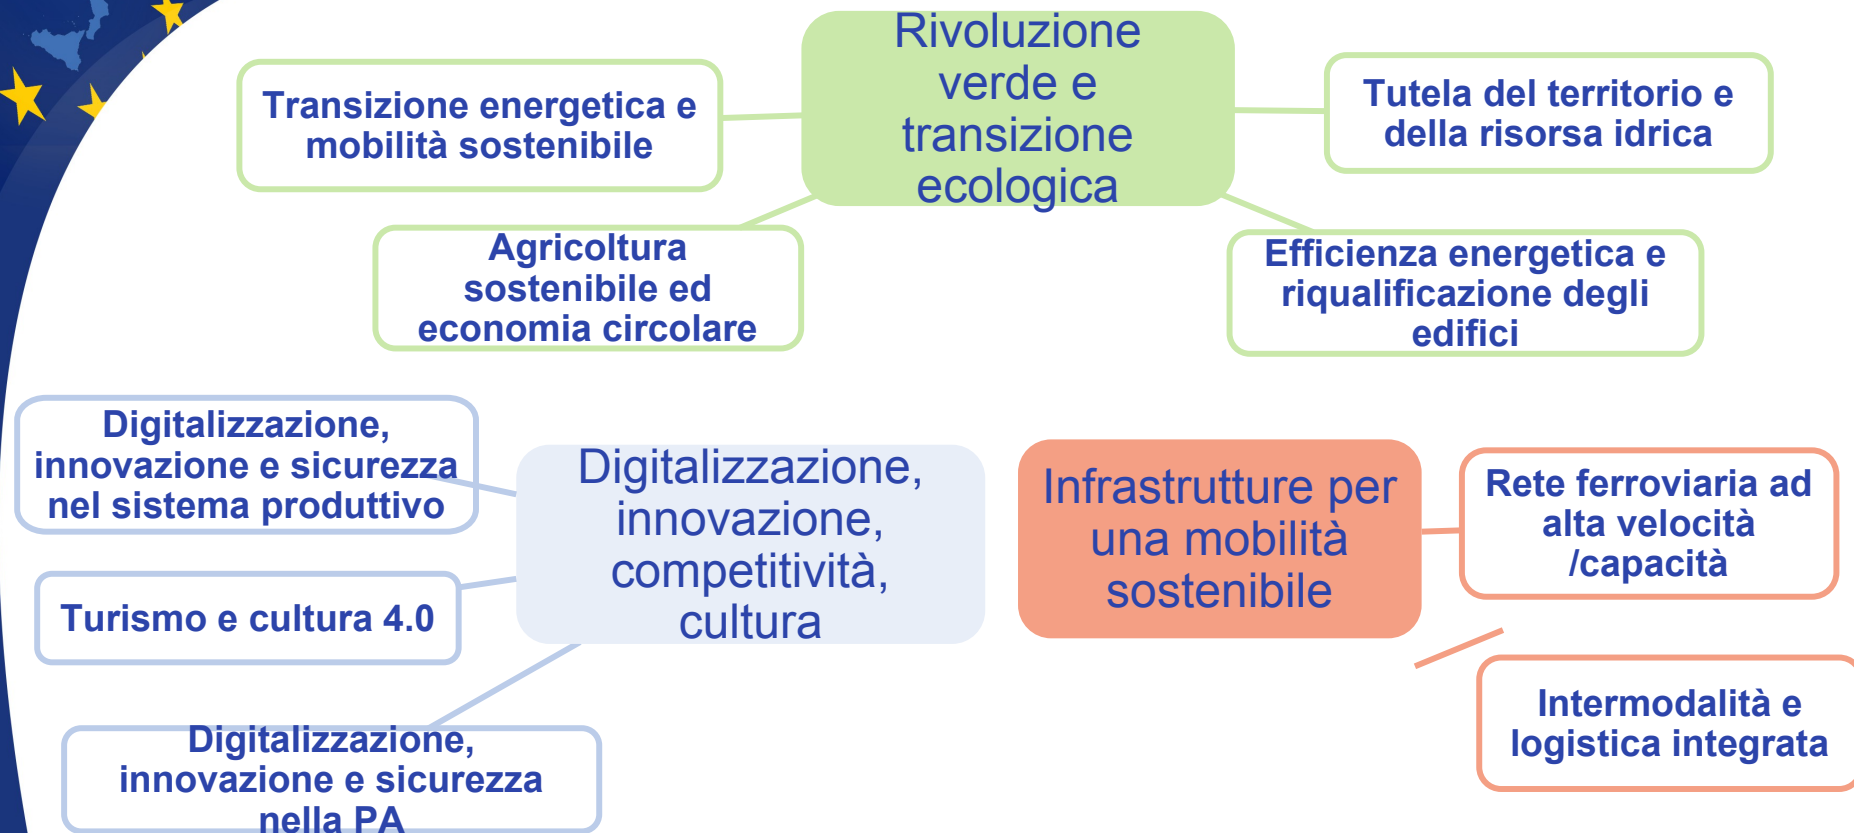 Rivoluzione
verde e
transizione
ecologica
Transizione energetica e
mobilità sostenibile
Tutela del territorio e
della risorsa idrica
Agricoltura
sostenibile ed
economia circolare
Efficienza energetica e
riqualificazione degli
edifici
Digitalizzazione,
innovazione e sicurezza
nel sistema produttivo
Digitalizzazione,
innovazione,
competitività,
cultura
Turismo e cultura 4.0
Digitalizzazione,
innovazione e sicurezza
nella PA
Infrastrutture per
una mobilità
sostenibile
Rete ferroviaria ad
alta velocità
/capacità
Intermodalità e
logistica integrata